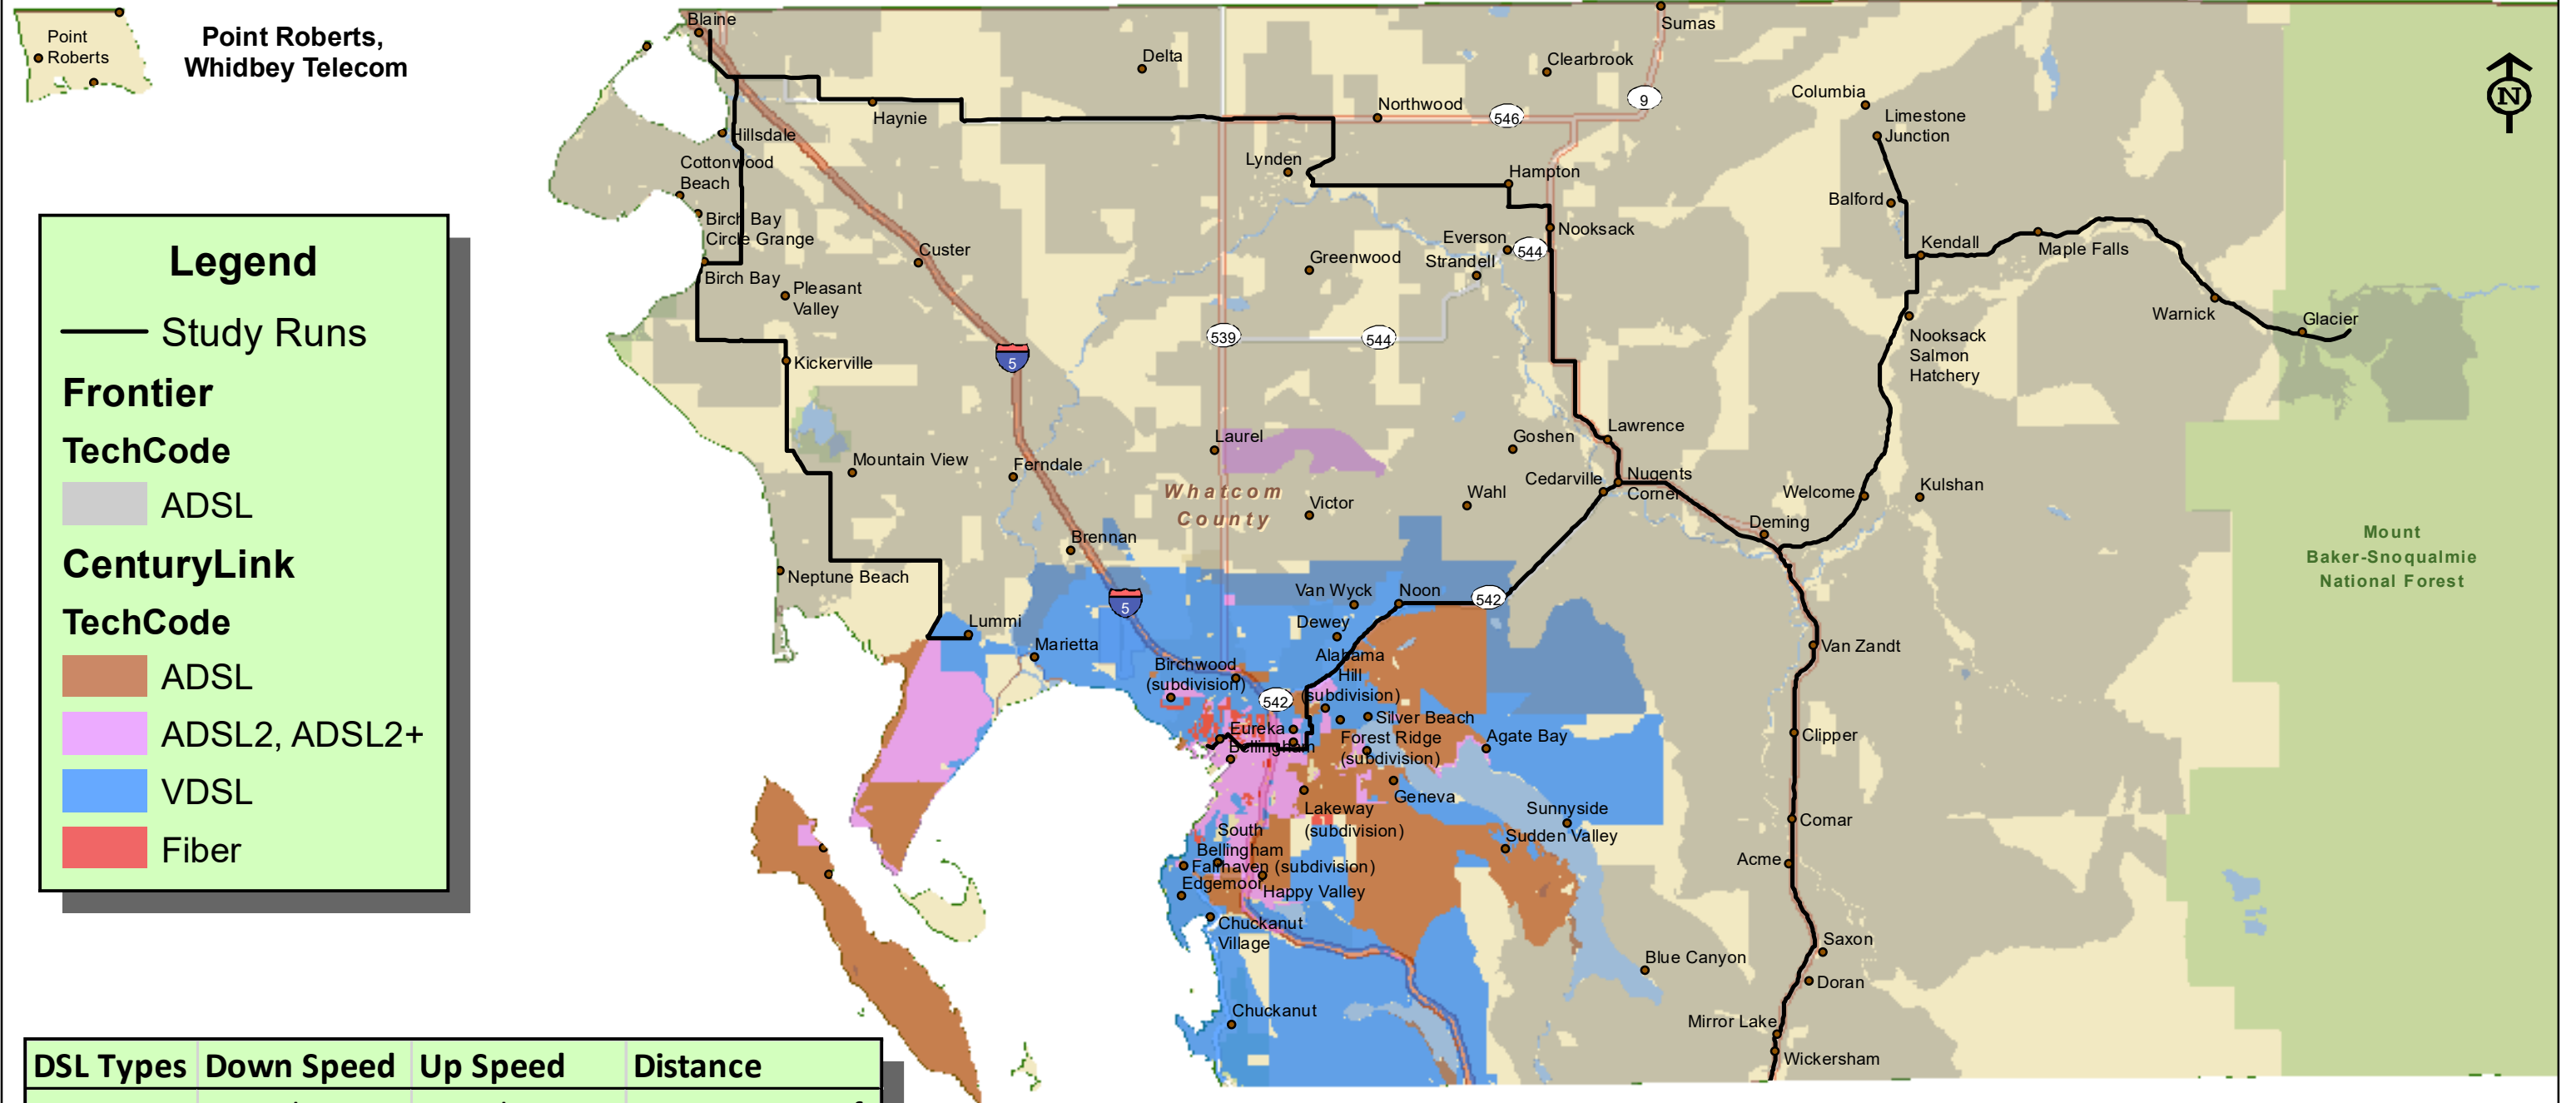 Point
Roberts
Point Roberts,
Whidbey Telecom
Legend
Study Runs
Frontier
TechCode
ADSL
CenturyLink
TechCode
ADSL
ADSL2, ADSL2+
VDSL
Fiber
DSL Types Down Speed Up Speed Distance
Blaine
Delta
Sumas
Clearbrook
Northwood
546
9
Columbia
Limestone
Junction
N
Haynie
Hillsdale
Cottonwood
Beach
Lynden
Hampton
Balford
Birch Bay
Circle Grange
Custer
Greenwood
Everson
544
Strandell
Nooksack
Kendall
Maple Falls
Birch Bay
Pleasant
Valley
Warnick
Glacier
5
539
544
Kickerville
Nooksack
Salmon
Hatchery
Laurel
Goshen
Lawrence
Mountain View
Ferndale
Whatcom
County
Victor
Wahl
Cedarville
Nugents
Corner
Welcome
Kulshan
Brennan
Deming
Mount
Baker-Snoqualmie
National Forest
Neptune Beach
5
Van Wyck
Noon
542
Lummi
Dewey
Marietta
Birchwood
(subdivision)
Alabama
Hill
(subdivision)
Van Zandt
542
Eureka
Bellingham
Silver Beach
Forest Ridge
(subdivision)
Agate Bay
Clipper
Geneva
Lakeway
(subdivision)
Sunnyside
Sudden Valley
Comar
South
Bellingham
Fairhaven (subdivision)
Acme
Edgemoor
Happy Valley
Chuckanut
Village
Saxon
Blue Canyon
Doran
Chuckanut
Mirror Lake
Wickersham